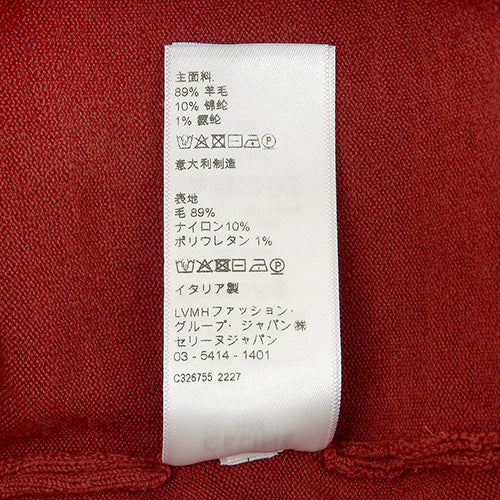 主面料:
89% 羊毛
10% 锦纶
1% 氨纶
意大利制造
表地
毛 89%
ナイロン10%
ポリウレタン 1%
イタリア製
LVMHファッション・
グループ・ジャパン㈱
セリーヌジャパン
03 - 5414 - 1401
C326755 2227